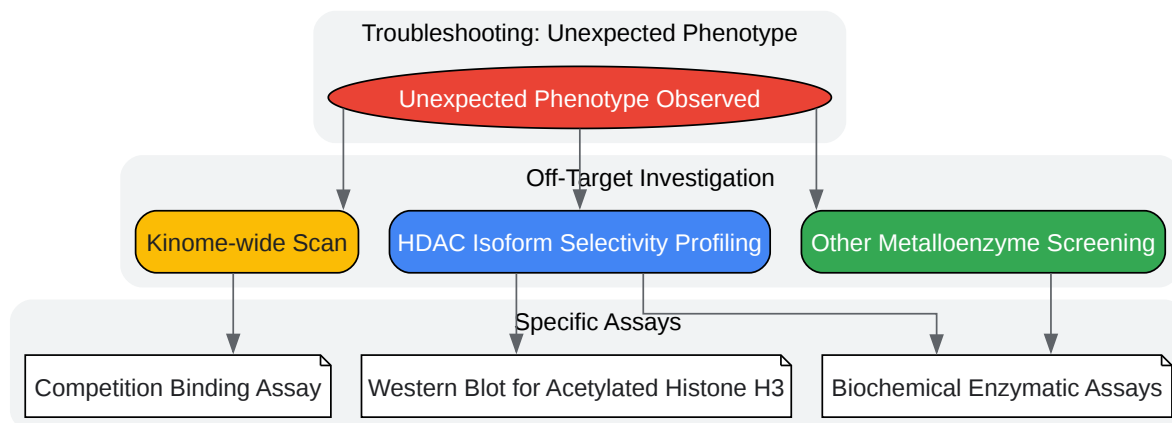 Troubleshooting: Unexpected Phenotype
Unexpected Phenotype Observed
Off-Target Investigation
Kinome-wide Scan
HDAC Isoform Selectivity Profiling
Other Metalloenzyme Screening
Specific Assays
Competition Binding Assay
Western Blot for Acetylated Histone H3
Biochemical Enzymatic Assays